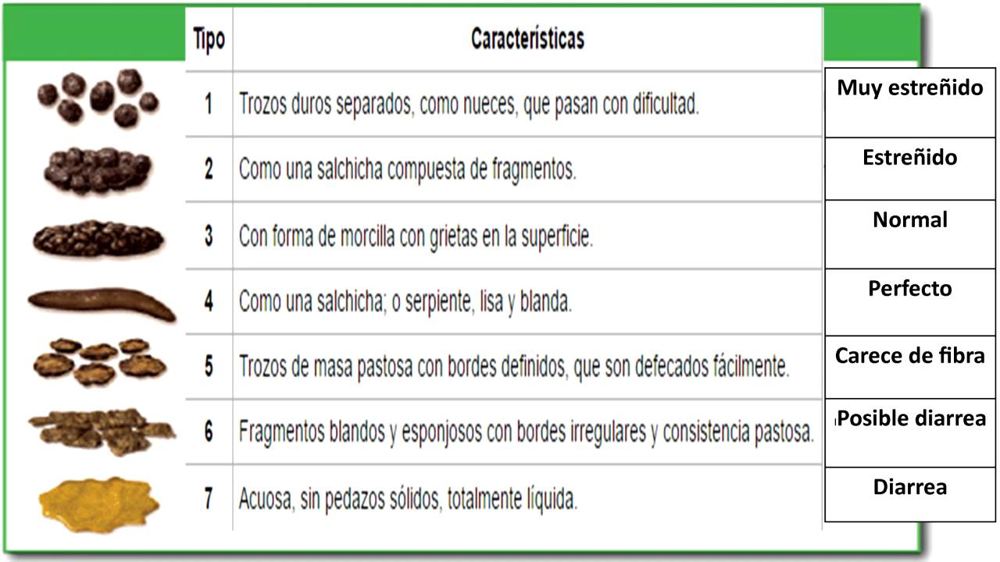 Tipo Características
1 Trozos duros separados, como nueces, que pasan con dificultad. Muy estreñido
2 Como una salchicha compuesta de fragmentos. Estreñido
3 Con forma de morcilla con grietas en la superficie. Normal
4 Como una salchicha; o serpiente, lisa y blanda. Perfecto
5 Trozos de masa pastosa con bordes definidos, que son defecados fácilmente. Carece de fibra
6 Fragmentos blandos y esponjosos con bordes irregulares y consistencia pastosa. Posible diarrea
7 Acuosa, sin pedazos sólidos, totalmente líquida. Diarrea